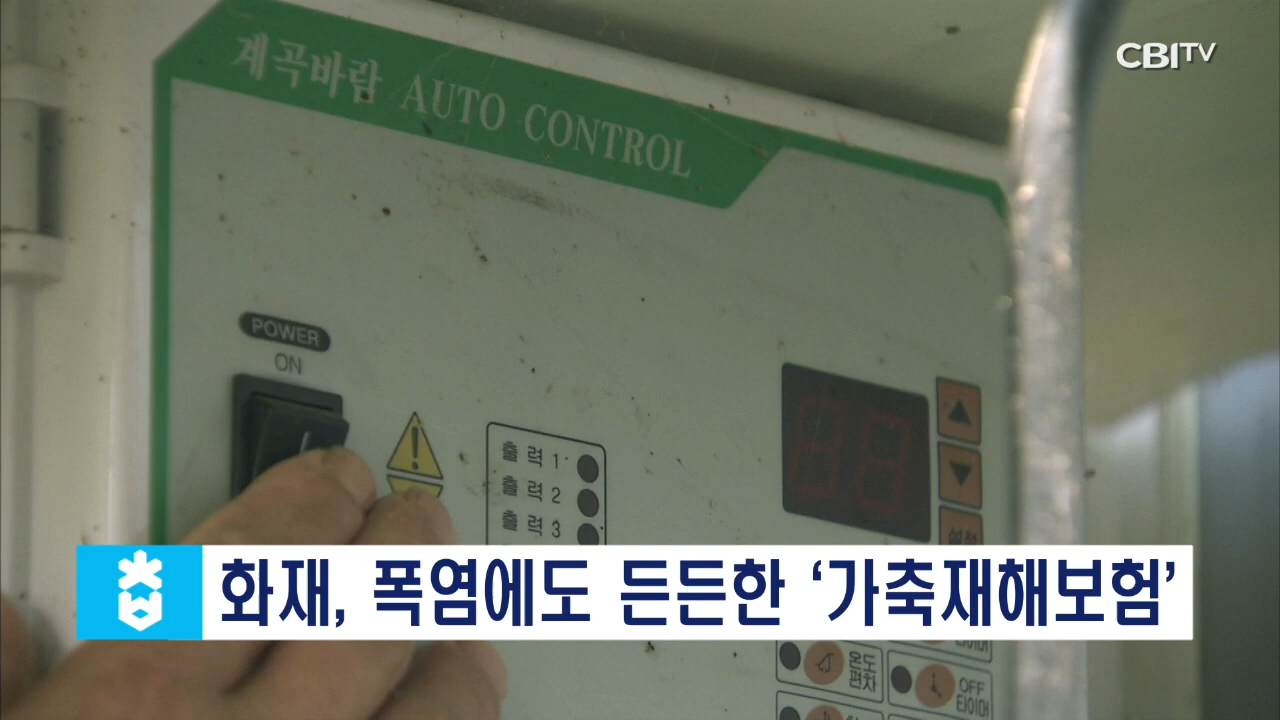 CBITV
계곡바람 AUTO CONTROL
POWER
ON
출력 1
출력 2
출력 3
88
화재, 폭염에도 든든한 ‘가축재해보험’
온도
편차
OFF
타이머